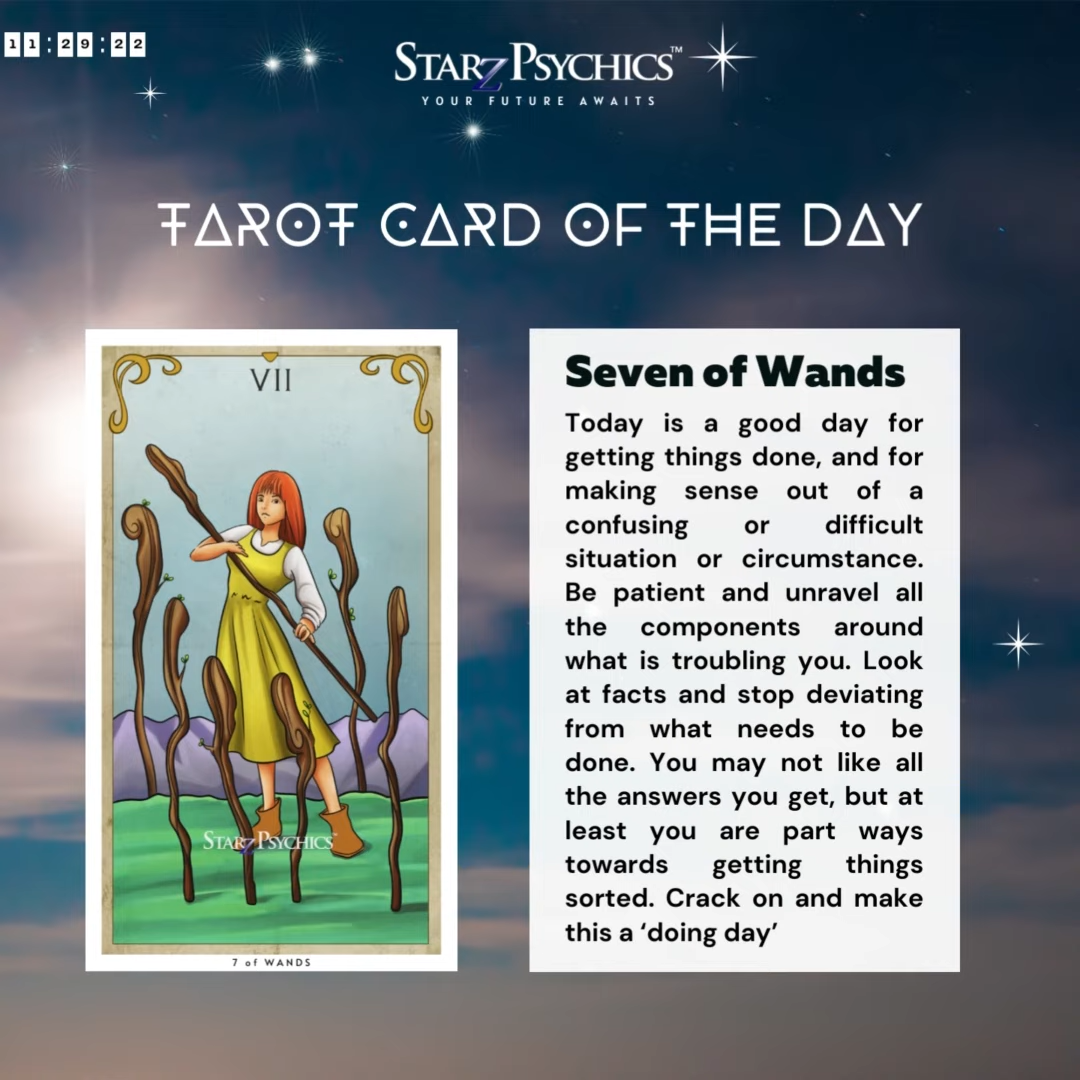 11:29:22
STARZ PSYCHICS™
YOUR FUTURE AWAITS
TAROT CARD OF THE DAY
VII
STARZ PSYCHICS™
7 of WANDS
Seven of Wands
Today is a good day for
getting things done, and for
making sense out of a
confusing or difficult
situation or circumstance.
Be patient and unravel all
the components around
what is troubling you. Look
at facts and stop deviating
from what needs to be
done. You may not like all
the answers you get, but at
least you are part ways
towards getting things
sorted. Crack on and make
this a ‘doing day’